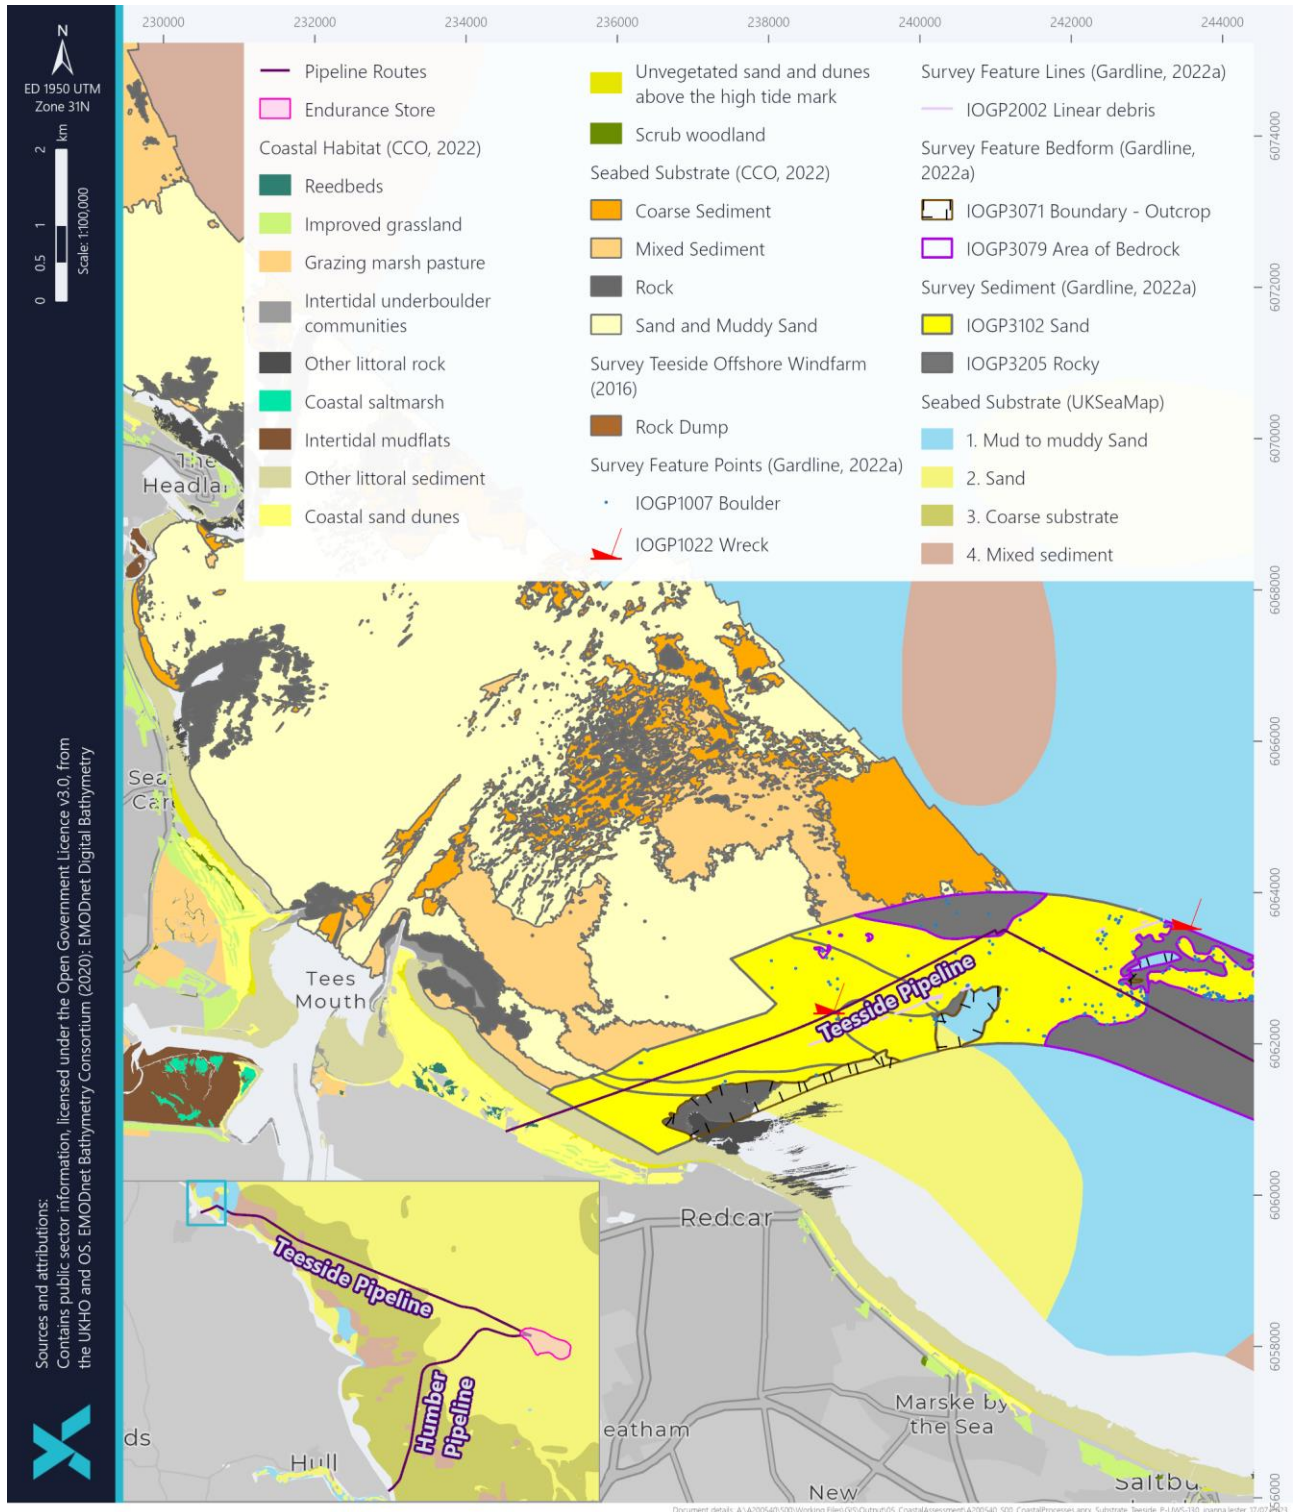 230000
232000
234000
236000
238000
240000
242000
244000
N
ED 1950 UTM
Zone 31N
km
2
1
0.5
0
Scale: 1:100,000
Pipeline Routes
Endurance Store
Coastal Habitat (CCO, 2022)
Reedbeds
Improved grassland
Grazing marsh pasture
Intertidal underboulder
communities
Other littoral rock
Coastal saltmarsh
Intertidal mudflats
Other littoral sediment
Coastal sand dunes
Unvegetated sand and dunes
above the high tide mark
Scrub woodland
Seabed Substrate (CCO, 2022)
Coarse Sediment
Mixed Sediment
Rock
Sand and Muddy Sand
Survey Teeside Offshore Windfarm
(2016)
Rock Dump
Survey Feature Points (Gardline, 2022a)
IOGP1007 Boulder
IOGP1022 Wreck
Survey Feature Lines (Gardline, 2022a)
IOGP2002 Linear debris
Survey Feature Bedform (Gardline,
2022a)
IOGP3071 Boundary - Outcrop
IOGP3079 Area of Bedrock
Survey Sediment (Gardline, 2022a)
IOGP3102 Sand
IOGP3205 Rocky
Seabed Substrate (UKSeaMap)
1. Mud to muddy Sand
2. Sand
3. Coarse substrate
4. Mixed sediment
6074000
6072000
6070000
6068000
6066000
6064000
6062000
6060000
6058000
6056000
The
Headla
Sea
Car
Tees
Mouth
Teesside Pipeline
Redcar
Marske by
the Sea
Saltbu
eatham
New
Teesside Pipeline
Humber
Pipeline
Hull
ds
Sources and attributions:
Contains public sector information, licensed under the Open Government Licence v3.0, from
the UKHO and OS. EMODnet Bathymetry Consortium (2020): EMODnet Digital Bathymetry